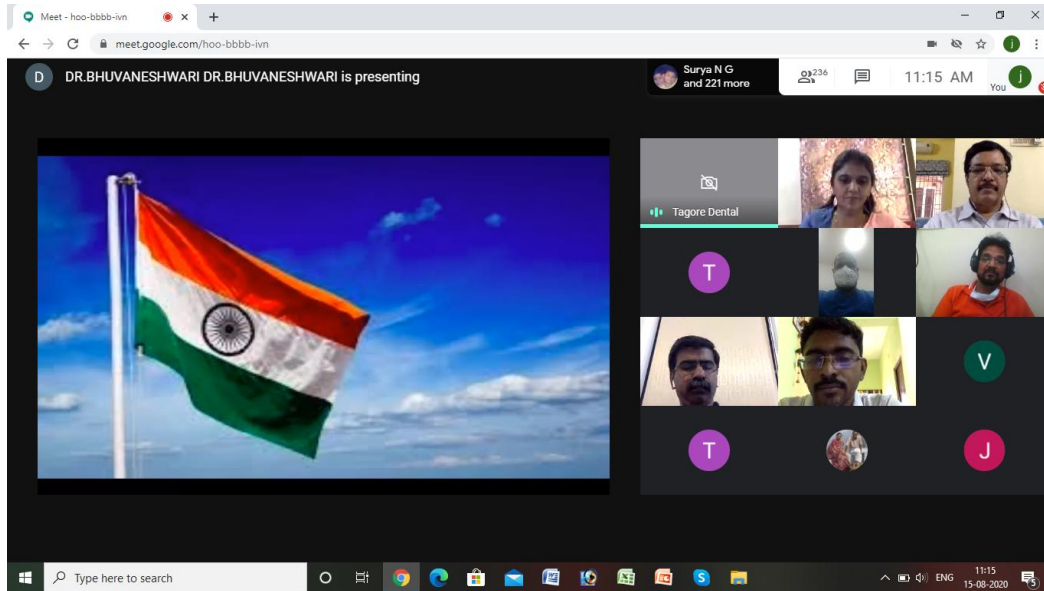 Meet - hoo-bbbb-ivn
meet.google.com/hoo-bbbb-ivn
j
D
DR.BHUVANESHWARI DR.BHUVANESHWARI is presenting
Surya N G
and 221 more
236
11:15 AM
You
j
Tagore Dental
T
V
T
J
Type here to search
S
ENG
11:15
15-08-2020
5